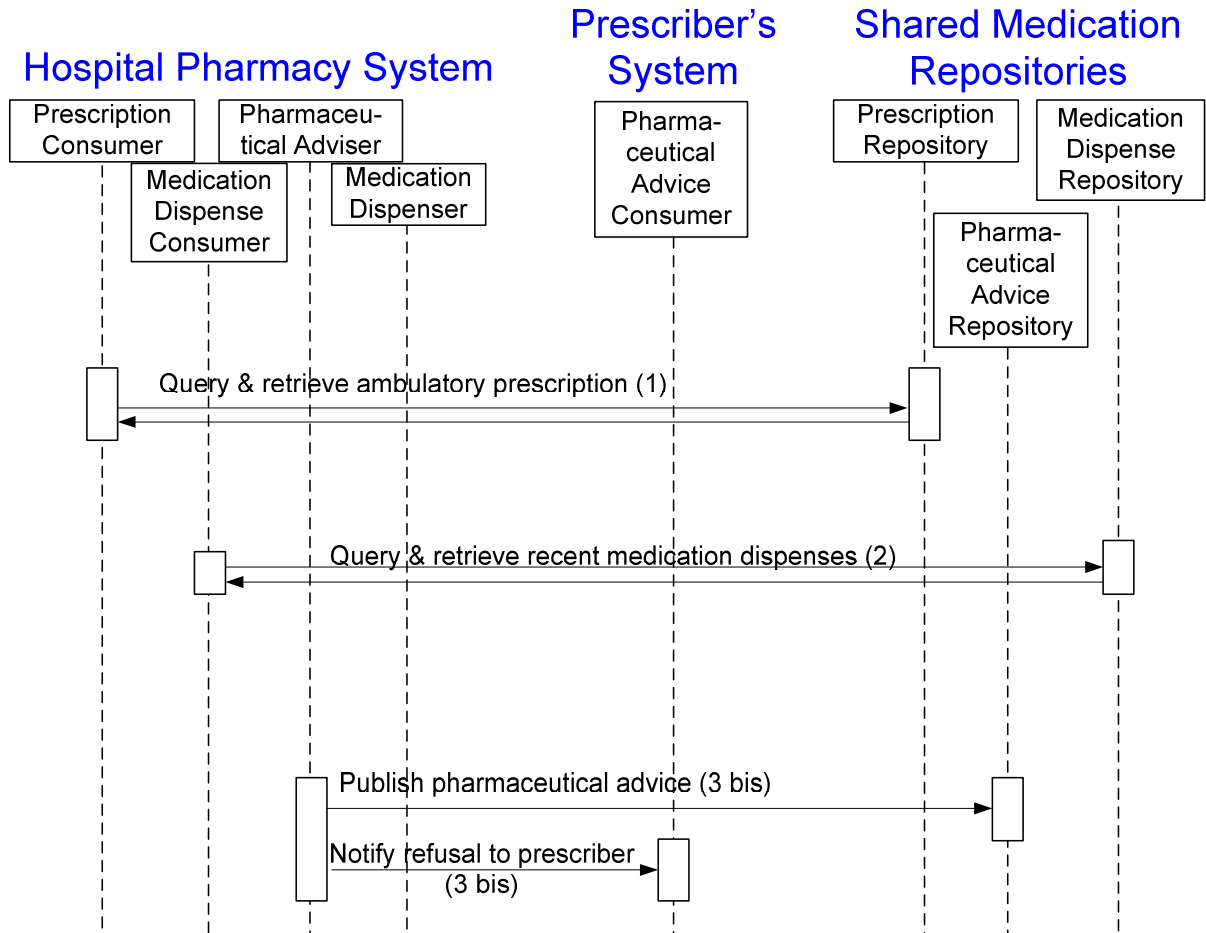 Hospital Pharmacy System
Prescriber’s
System
Shared Medication
Repositories
Prescription
Consumer
Pharmaceu-
tical Adviser
Medication
Dispense
Consumer
Medication
Dispenser
Pharma-
ceutical
Advice
Consumer
Prescription
Repository
Medication
Dispense
Repository
Pharma-
ceutical
Advice
Repository
Query & retrieve ambulatory prescription (1)
Query & retrieve recent medication dispenses (2)
Publish pharmaceutical advice (3 bis)
Notify refusal to prescriber
(3 bis)